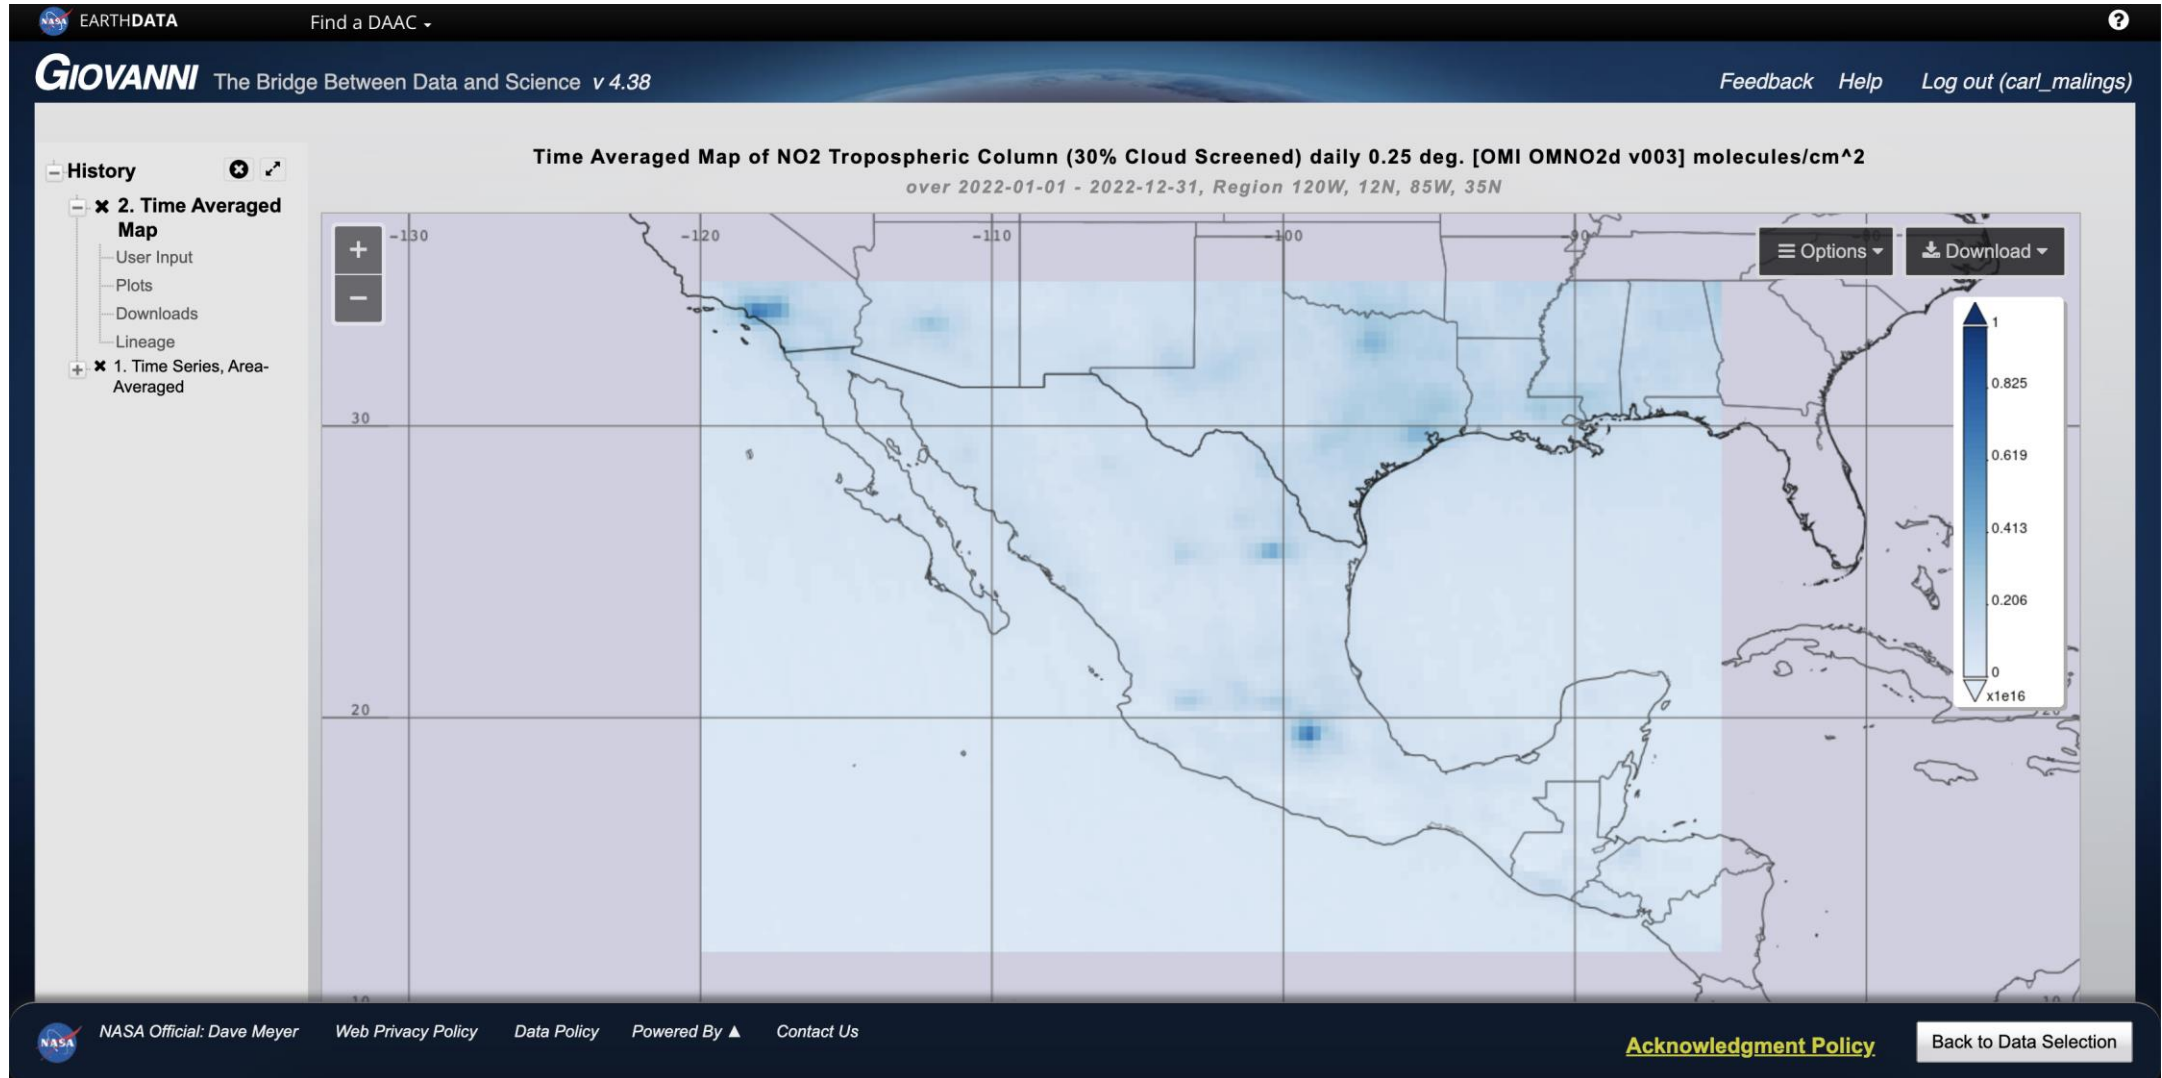 NASA EARTHDATA Find a DAAC ?
GIOVANNI The Bridge Between Data and Science v 4.38 Feedback Help Log out (carl_malings)
History
2. Time Averaged
Map
User Input
Plots
Downloads
Lineage
1. Time Series, Area-
Averaged
Time Averaged Map of NO2 Tropospheric Column (30% Cloud Screened) daily 0.25 deg. [OMI OMNO2d v003] molecules/cm^2
over 2022-01-01 - 2022-12-31, Region 120W, 12N, 85W, 35N
+
−
-130 -120 -110 -100 -90
Options Download
30
20
1
0.825
0.619
0.413
0.206
0
x1e16
NASA NASA Official: Dave Meyer Web Privacy Policy Data Policy Powered By ▲ Contact Us
Acknowledgment Policy Back to Data Selection